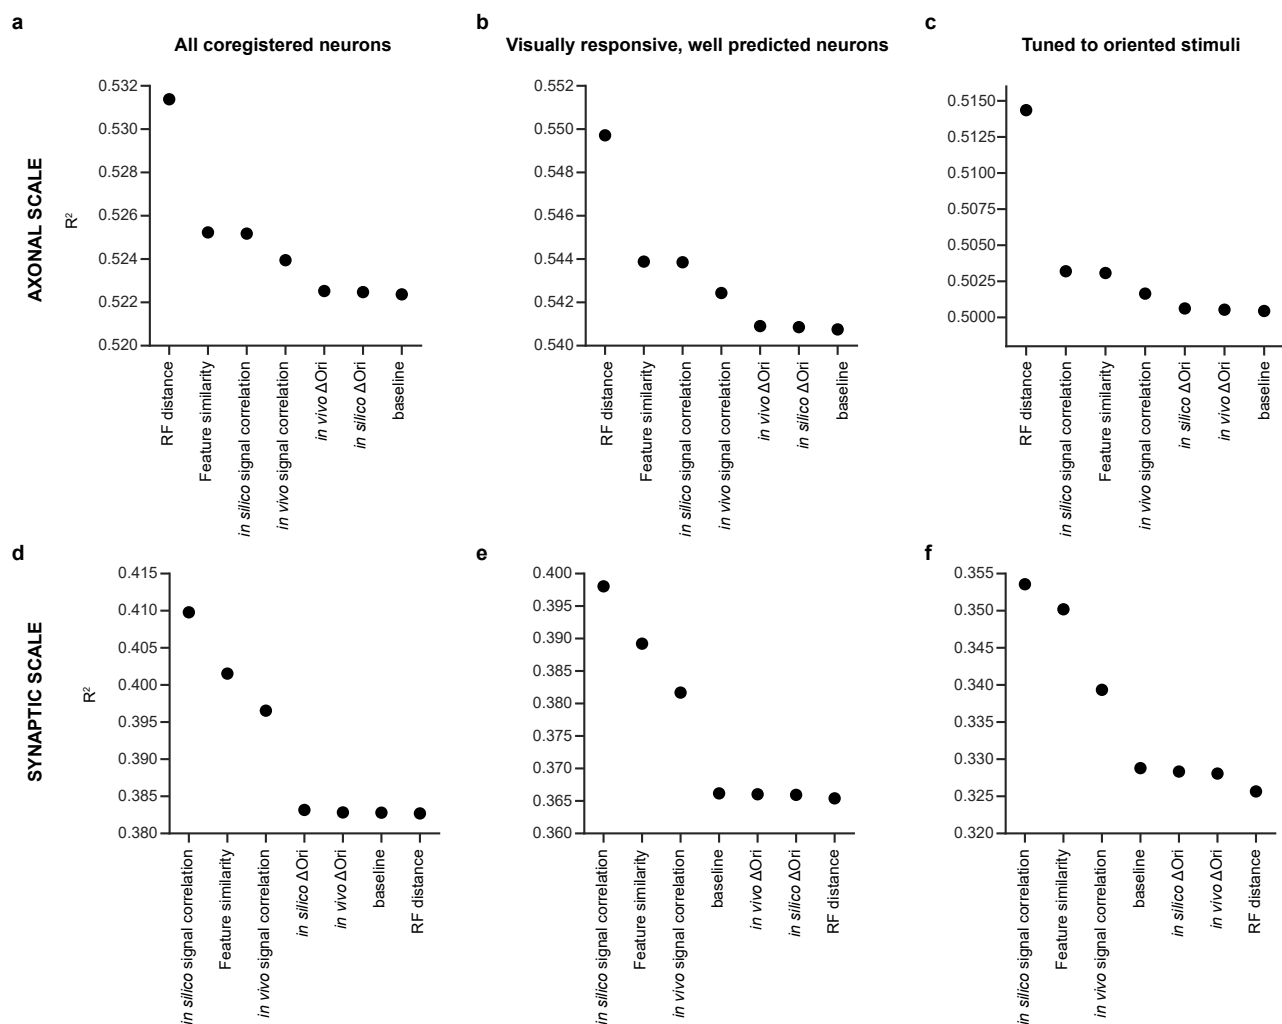 a
All coregistered neurons
b
Visually responsive, well predicted neurons
c
Tuned to oriented stimuli
AXONAL SCALE
R²
0.532
0.530
0.528
0.526
0.524
0.522
0.520
RF distance
Feature similarity
in silico signal correlation
in vivo signal correlation
in vivo ΔOri
in silico ΔOri
baseline
0.552
0.550
0.548
0.546
0.544
0.542
0.540
RF distance
Feature similarity
in silico signal correlation
in vivo signal correlation
in vivo ΔOri
in silico ΔOri
baseline
0.5150
0.5125
0.5100
0.5075
0.5050
0.5025
0.5000
RF distance
in silico signal correlation
Feature similarity
in vivo signal correlation
in silico ΔOri
in vivo ΔOri
baseline
SYNAPTIC SCALE
d
R²
0.415
0.410
0.405
0.400
0.395
0.390
0.385
0.380
in silico signal correlation
Feature similarity
in vivo signal correlation
in silico ΔOri
in vivo ΔOri
baseline
RF distance
e
0.400
0.395
0.390
0.385
0.380
0.375
0.370
0.365
0.360
in silico signal correlation
Feature similarity
in vivo signal correlation
baseline
in vivo ΔOri
in silico ΔOri
RF distance
f
0.355
0.350
0.345
0.340
0.335
0.330
0.325
0.320
in silico signal correlation
Feature similarity
in vivo signal correlation
baseline
in silico ΔOri
in vivo ΔOri
RF distance